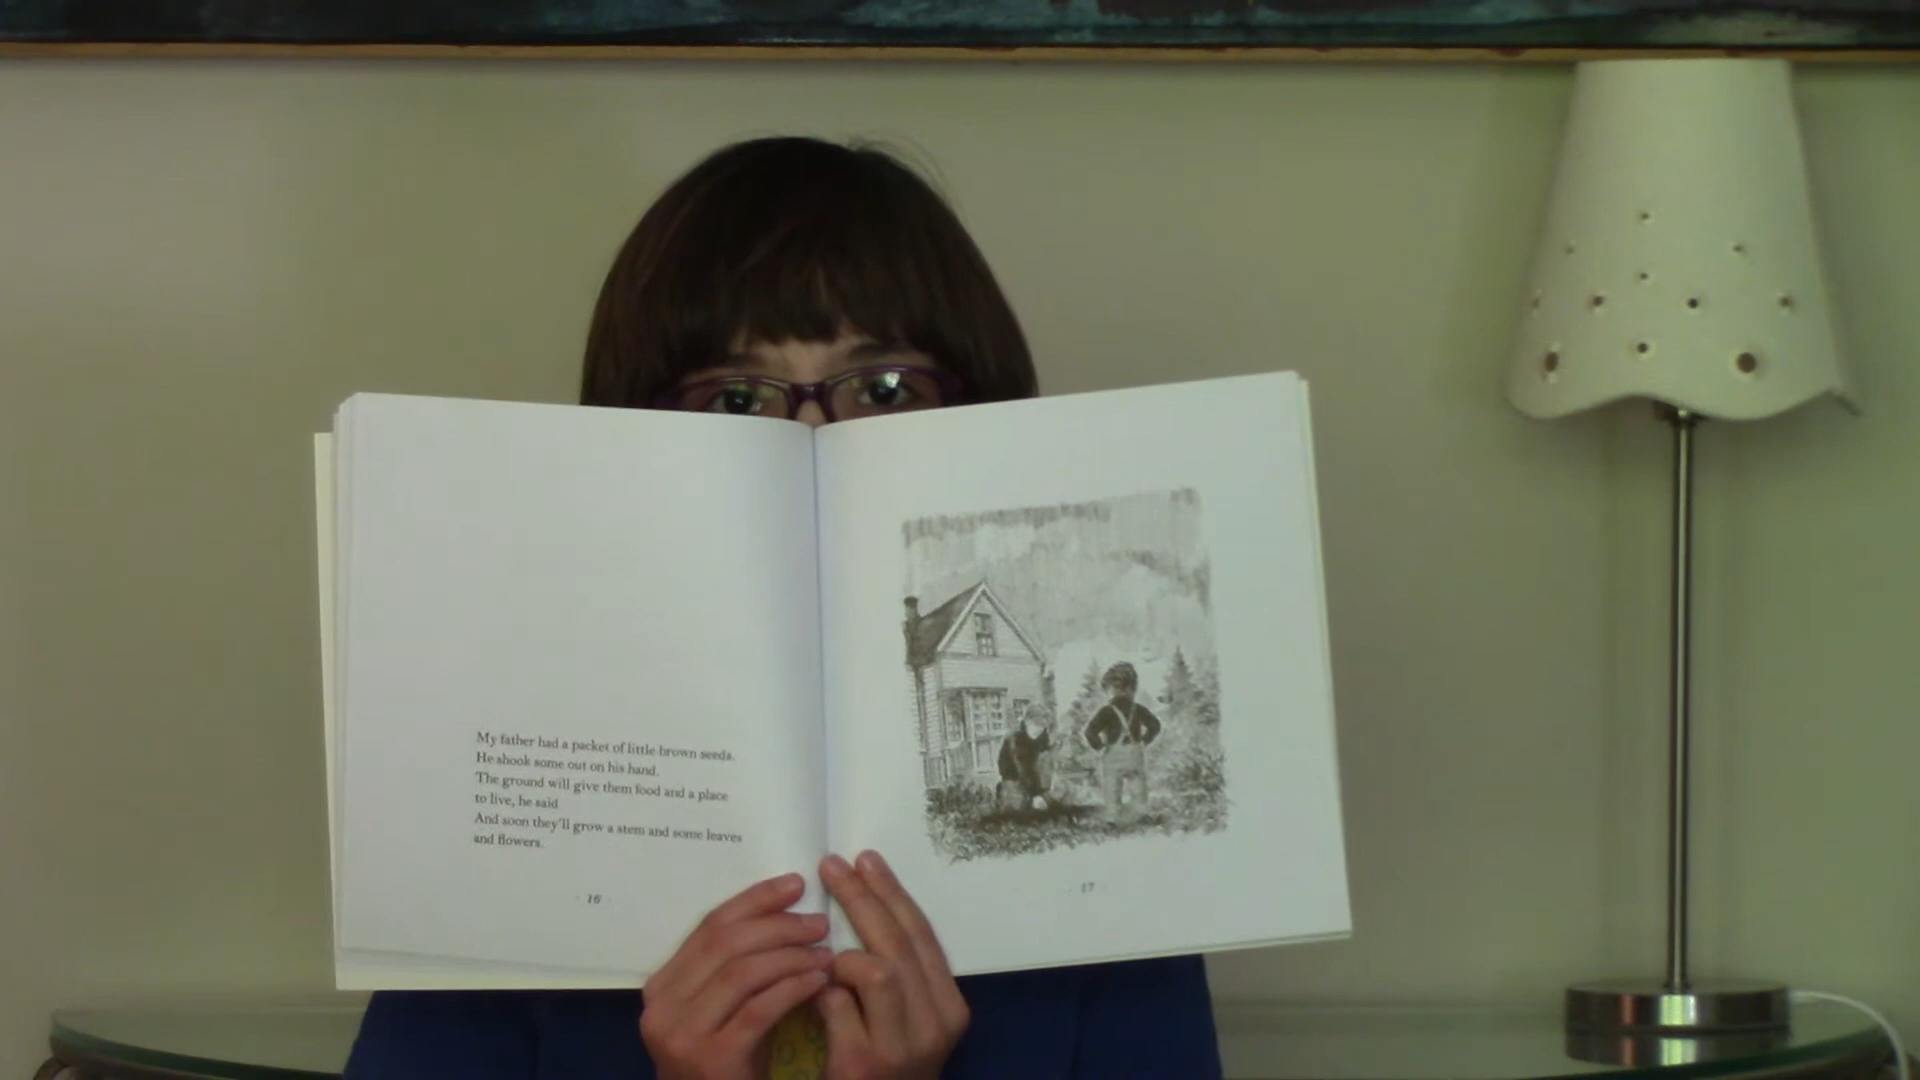 My father had a packet of little brown seeds.
He shook some out on his hand.
The ground will give them food and a place
to live, he said
And soon they'll grow a stem and some leaves
and flowers.
· 16 ·
· 17 ·